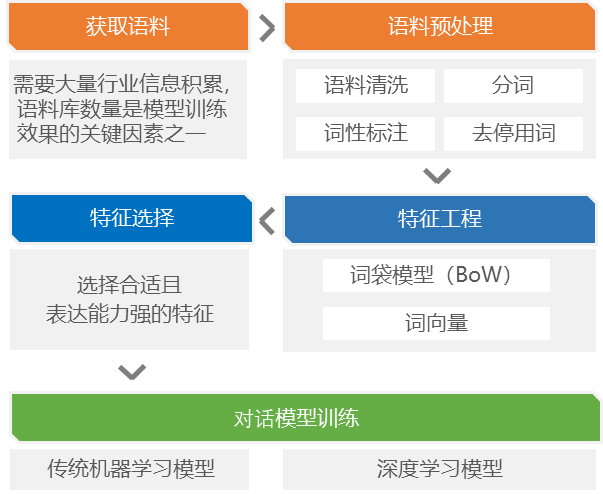 获取语料
需要大量行业信息积累，
语料库数量是模型训练
效果的关键因素之一
语料预处理
语料清洗
分词
词性标注
去停用词
特征工程
词袋模型（BoW）
词向量
特征选择
选择合适且
表达能力强的特征
对话模型训练
传统机器学习模型
深度学习模型